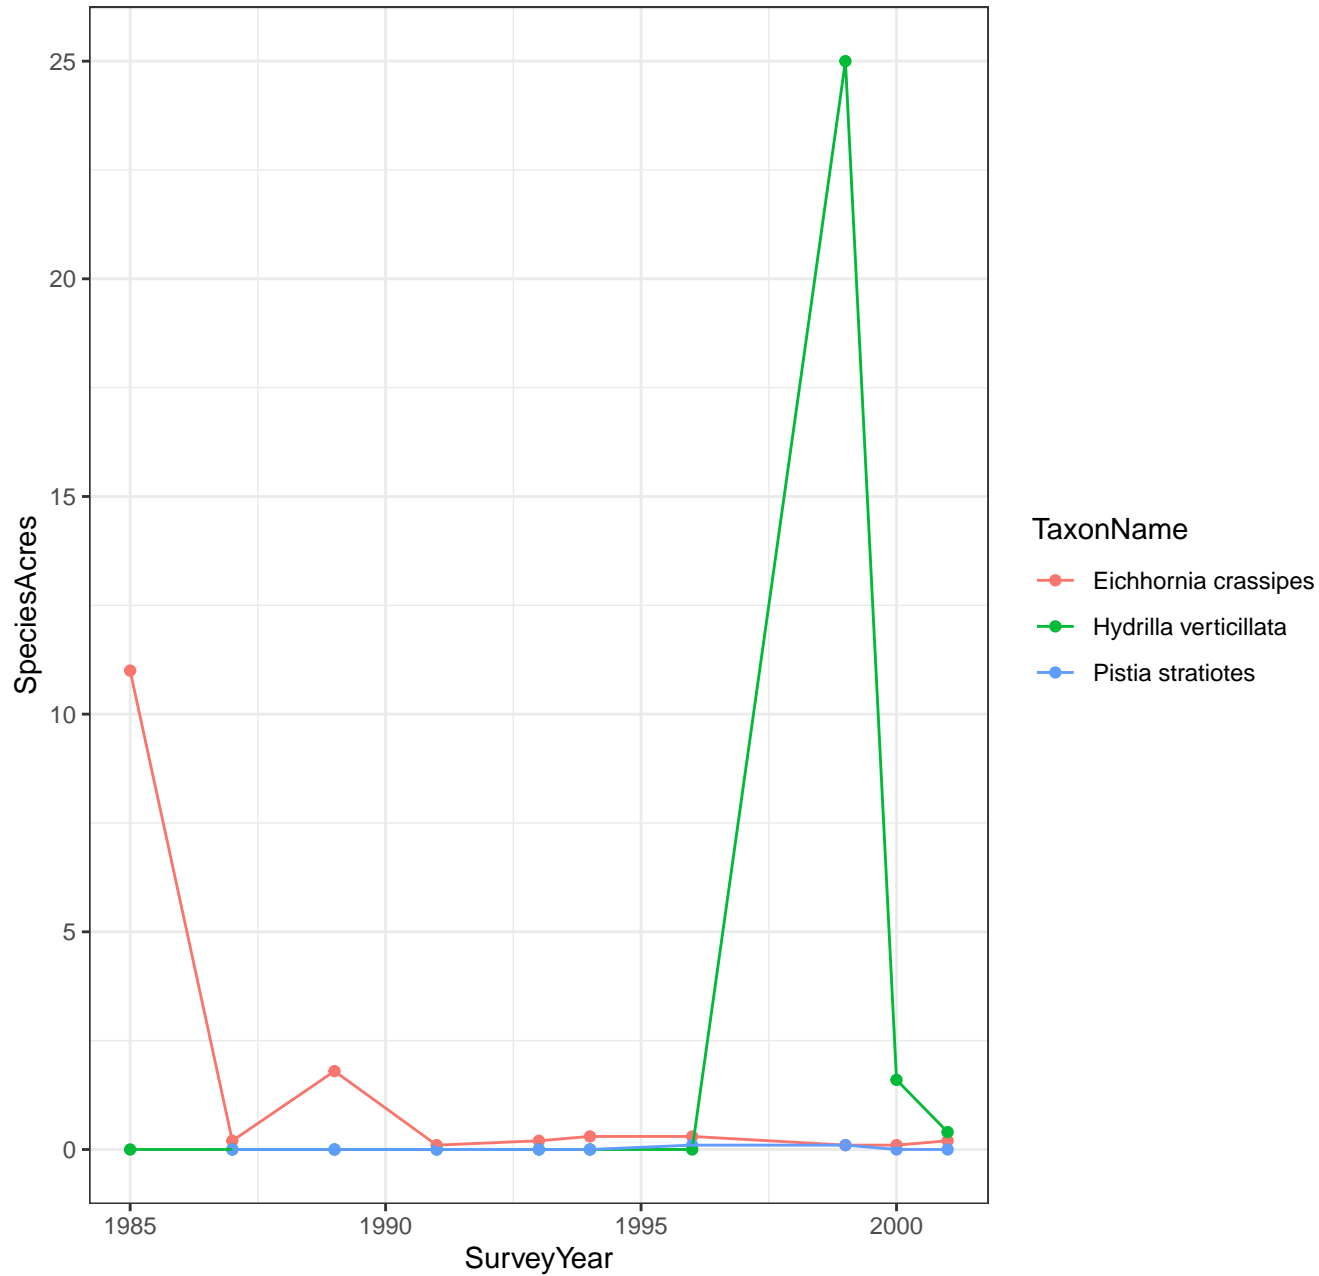 25
20
15
10
5
0
SpeciesAcres
1985 1990 1995 2000
SurveyYear
TaxonName
Eichhornia crassipes
Hydrilla verticillata
Pistia stratiotes